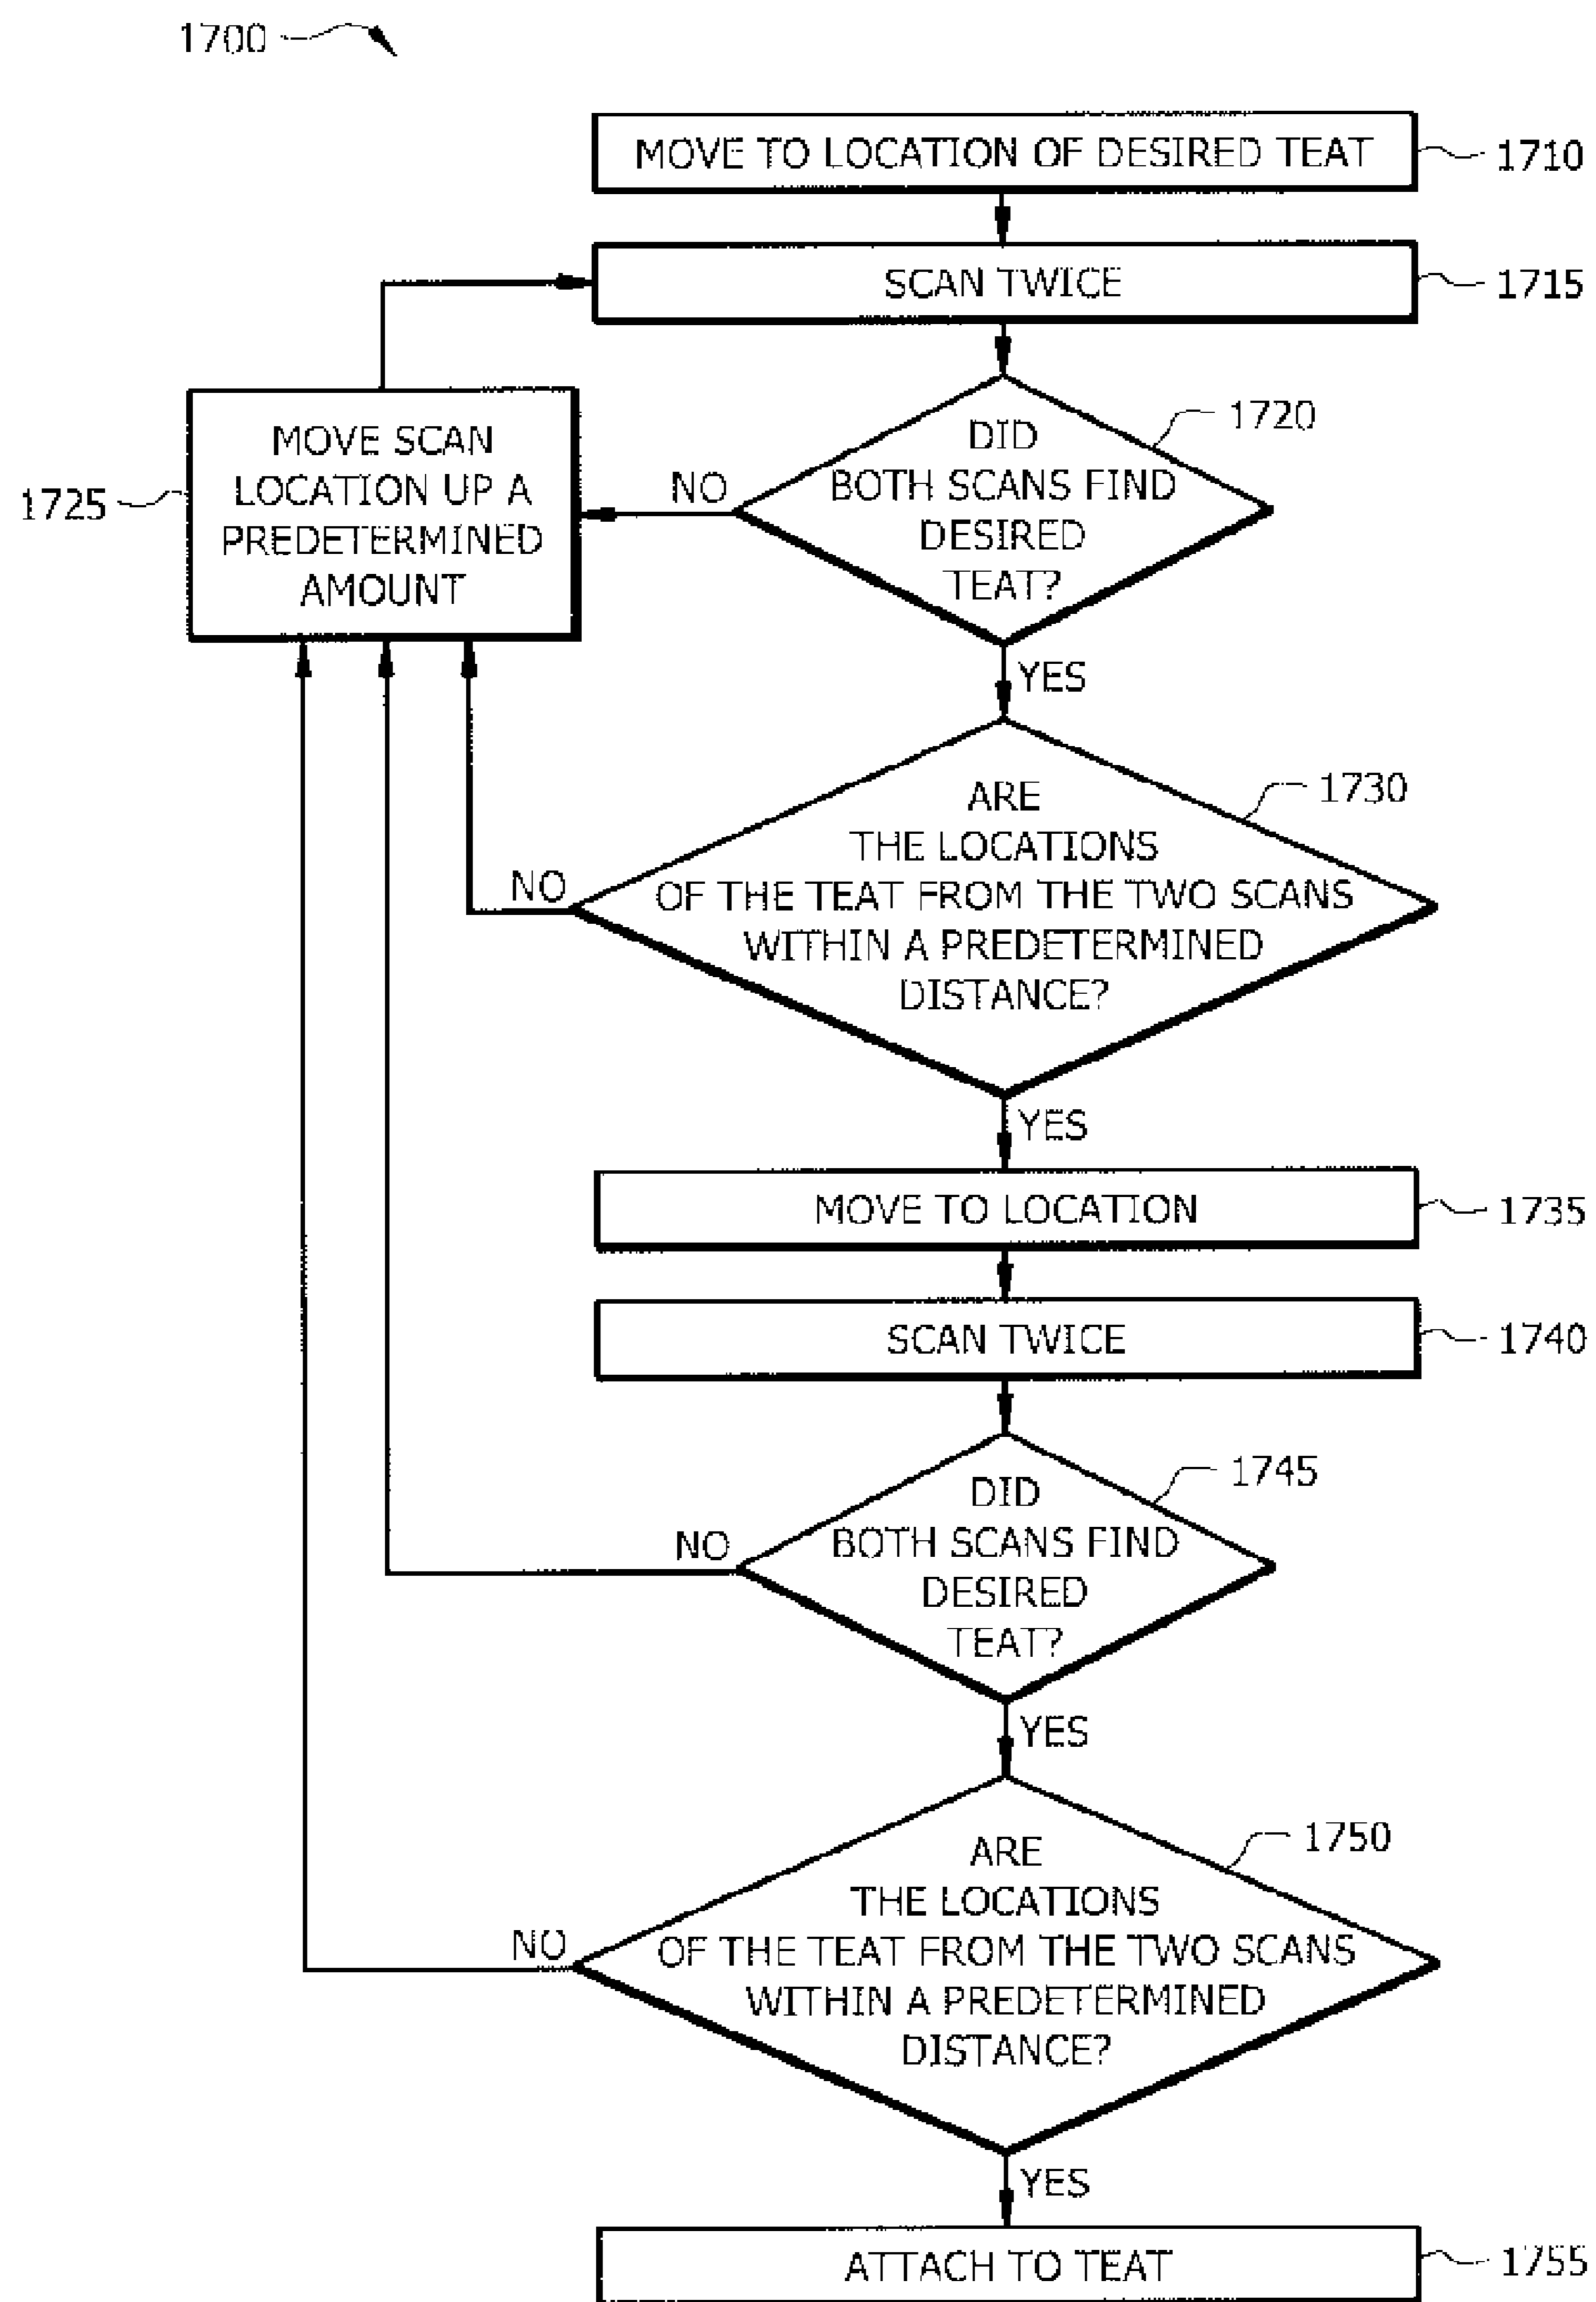 1700
MOVE TO LOCATION OF DESIRED TEAT
1710
SCAN TWICE
1715
DID
BOTH SCANS FIND
DESIRED
TEAT?
1720
NO
MOVE SCAN
LOCATION UP A
PREDETERMINED
AMOUNT
1725
YES
ARE
THE LOCATIONS
OF THE TEAT FROM THE TWO SCANS
WITHIN A PREDETERMINED
DISTANCE?
1730
NO
YES
MOVE TO LOCATION
1735
SCAN TWICE
1740
DID
BOTH SCANS FIND
DESIRED
TEAT?
1745
NO
YES
ARE
THE LOCATIONS
OF THE TEAT FROM THE TWO SCANS
WITHIN A PREDETERMINED
DISTANCE?
1750
NO
YES
ATTACH TO TEAT
1755